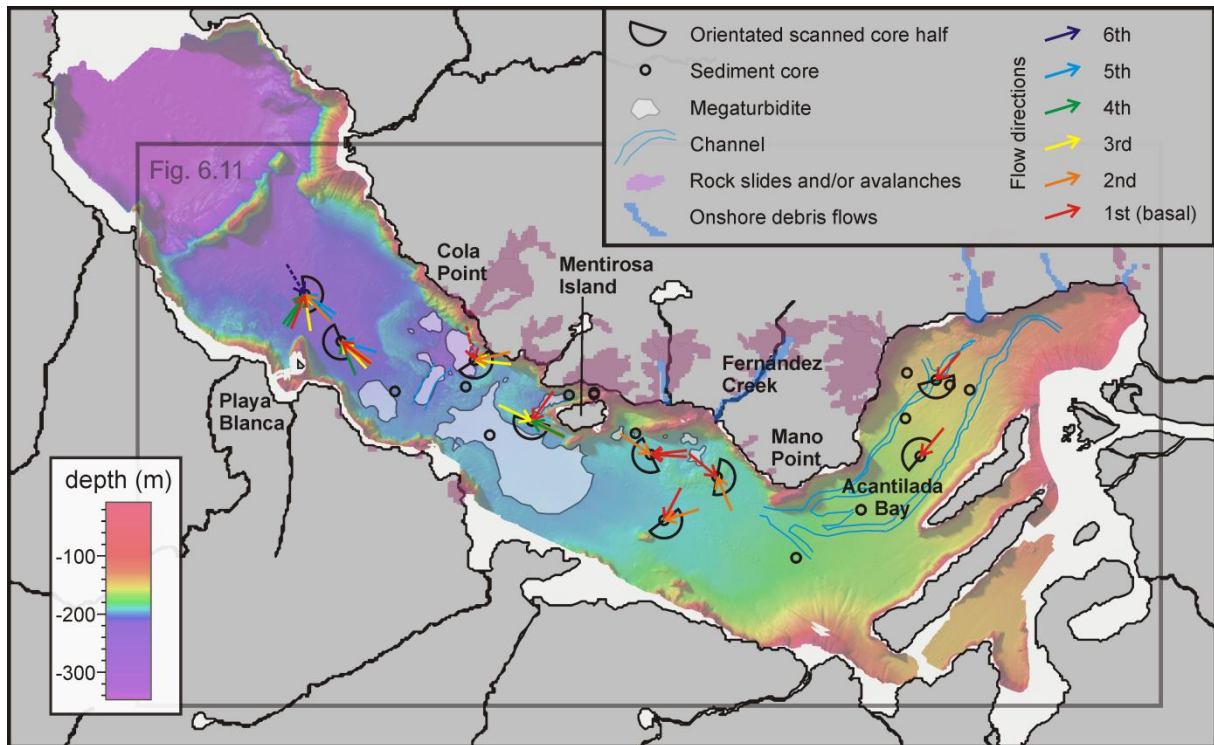 Orientated scanned core half
Sediment core
Megaturbidite
Channel
Rock slides and/or avalanches
Onshore debris flows
Flow directions
6th
5th
4th
3rd
2nd
1st (basal)
Fig. 6.11
Cola
Point
Mentirosa
Island
Fernández
Creek
Mano
Point
Acantilada
Bay
Playa
Blanca
depth (m)
-100
-200
-300